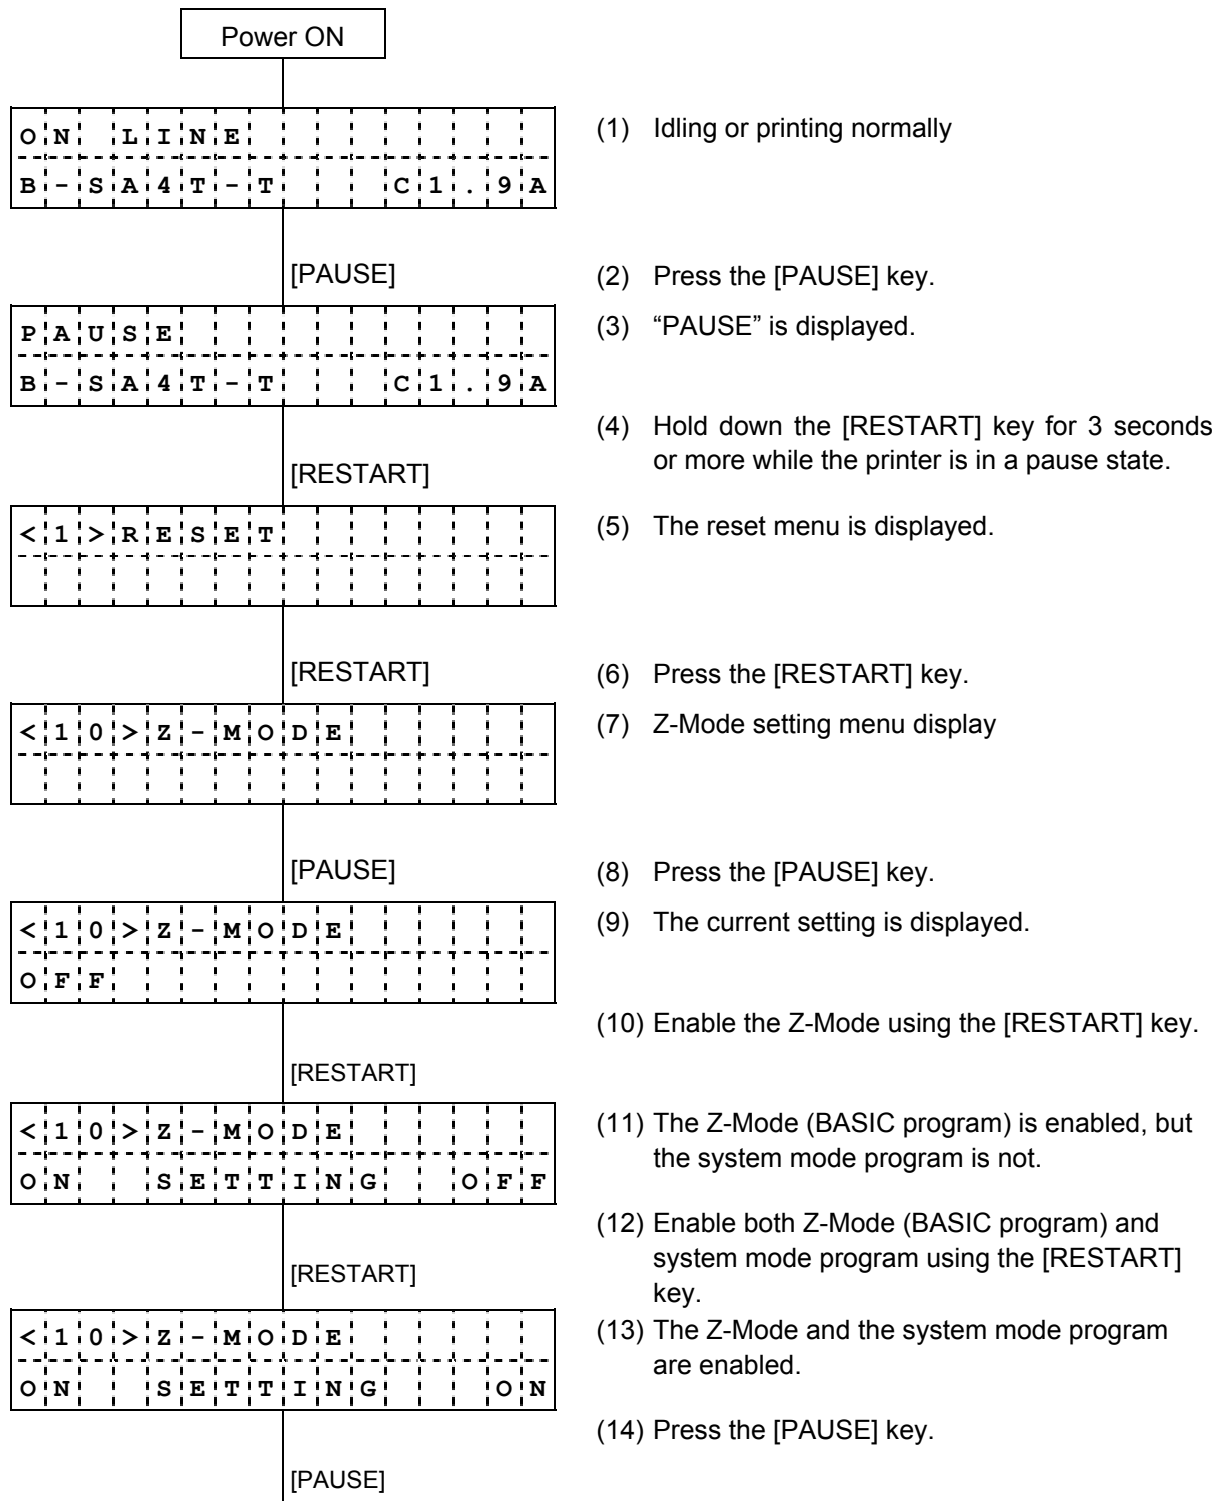 Power ON
ON LINE
B-SA4T-T   C1.9A
(1) Idling or printing normally
[PAUSE]
(2) Press the [PAUSE] key.
PAUSE
B-SA4T-T   C1.9A
(3) “PAUSE” is displayed.
(4) Hold down the [RESTART] key for 3 seconds
or more while the printer is in a pause state.
[RESTART]
<1>RESET
(5) The reset menu is displayed.
[RESTART]
(6) Press the [RESTART] key.
<10>Z-MODE
(7) Z-Mode setting menu display
[PAUSE]
(8) Press the [PAUSE] key.
<10>Z-MODE
OFF
(9) The current setting is displayed.
(10) Enable the Z-Mode using the [RESTART] key.
[RESTART]
<10>Z-MODE
ON  SETTING  OFF
(11) The Z-Mode (BASIC program) is enabled, but
the system mode program is not.
(12) Enable both Z-Mode (BASIC program) and
system mode program using the [RESTART]
key.
[RESTART]
<10>Z-MODE
ON  SETTING   ON
(13) The Z-Mode and the system mode program
are enabled.
(14) Press the [PAUSE] key.
[PAUSE]